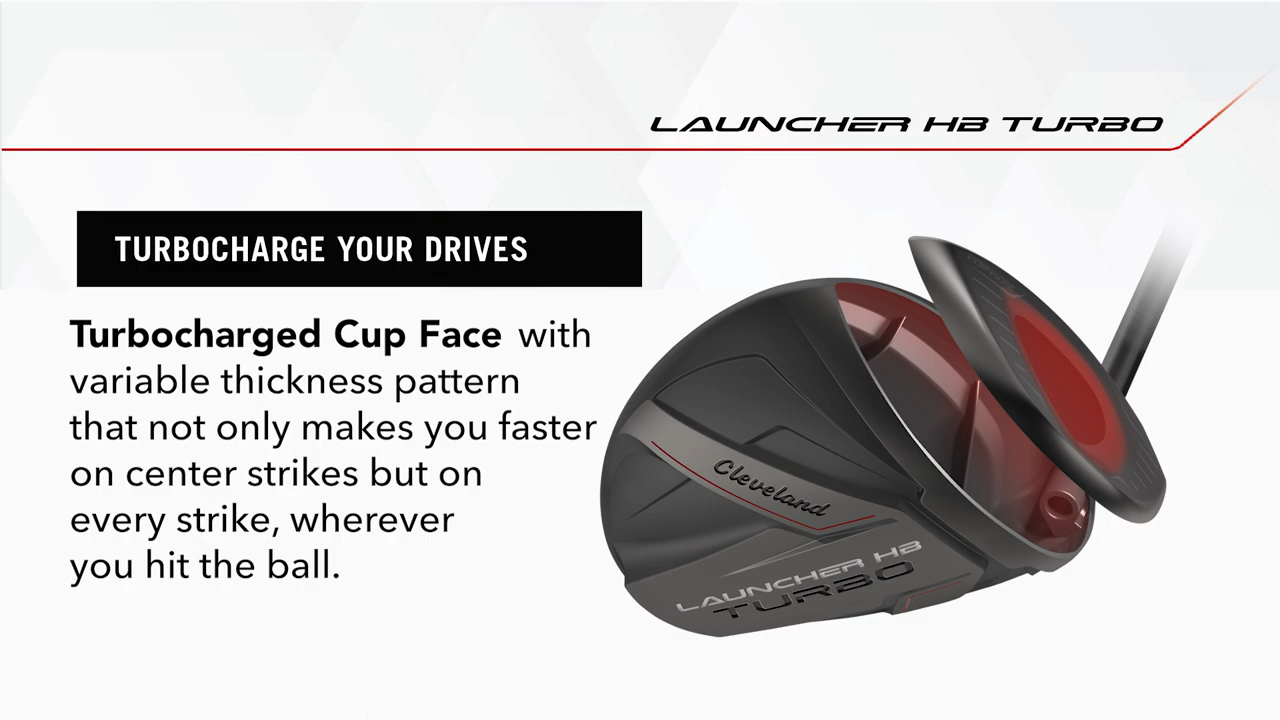 LAUNCHER HB TURBO
TURBOCHARGE YOUR DRIVES
Turbocharged Cup Face with
variable thickness pattern
that not only makes you faster
on center strikes but on
every strike, wherever
you hit the ball.
Cleveland
LAUNCHER HB
TURBO